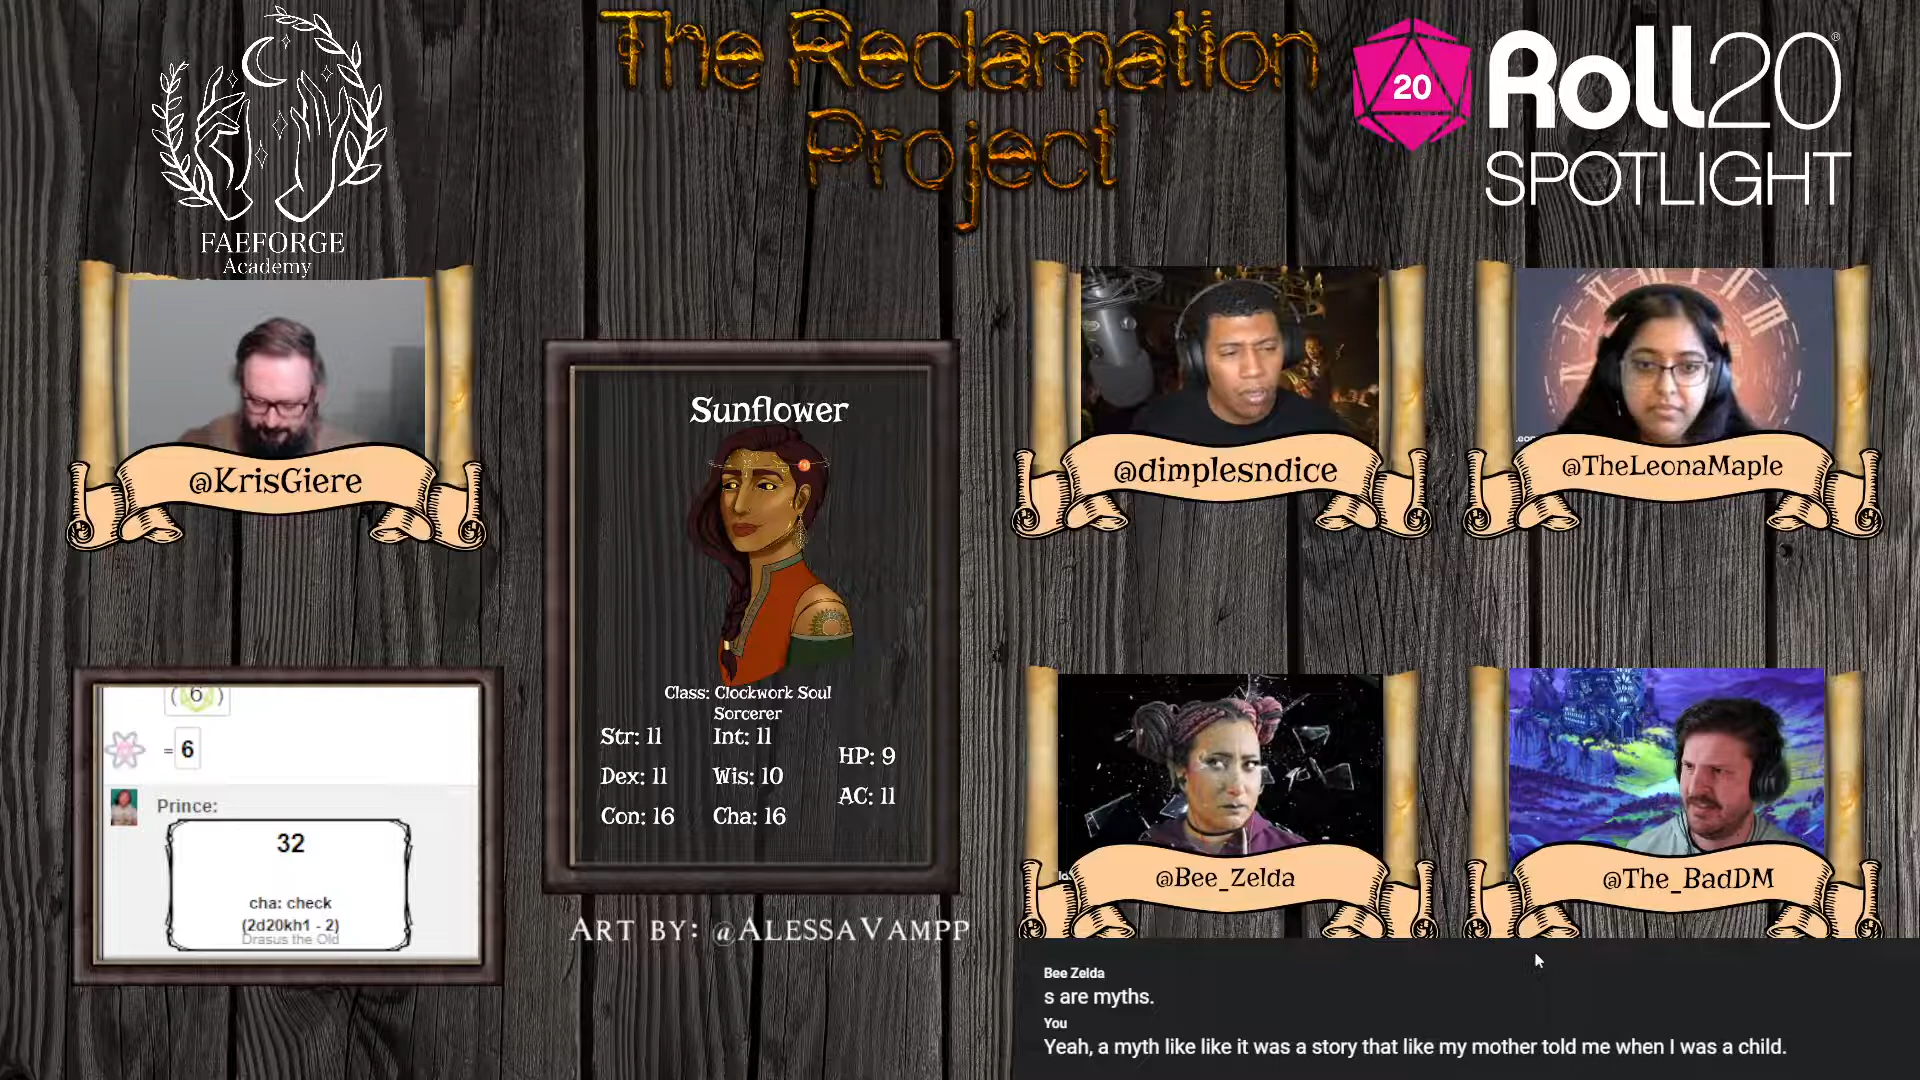 FAEFORGE
Academy
The Reclamation
Project
20
Roll20®
SPOTLIGHT
@KrisGiere
Sunflower
Class: Clockwork Soul
Sorcerer
Str: 11
Int: 11
HP: 9
Dex: 11
Wis: 10
AC: 11
Con: 16
Cha: 16
ART BY: @ALESSAVAMPP
@dimplesndice
@TheLeonaMaple
@Bee_Zelda
@The_BadDM
(6)
= 6
Prince:
32
cha: check
(2d20kh1 - 2)
Drasus the Old
Bee Zelda
s are myths.
You
Yeah, a myth like like it was a story that like my mother told me when I was a child.